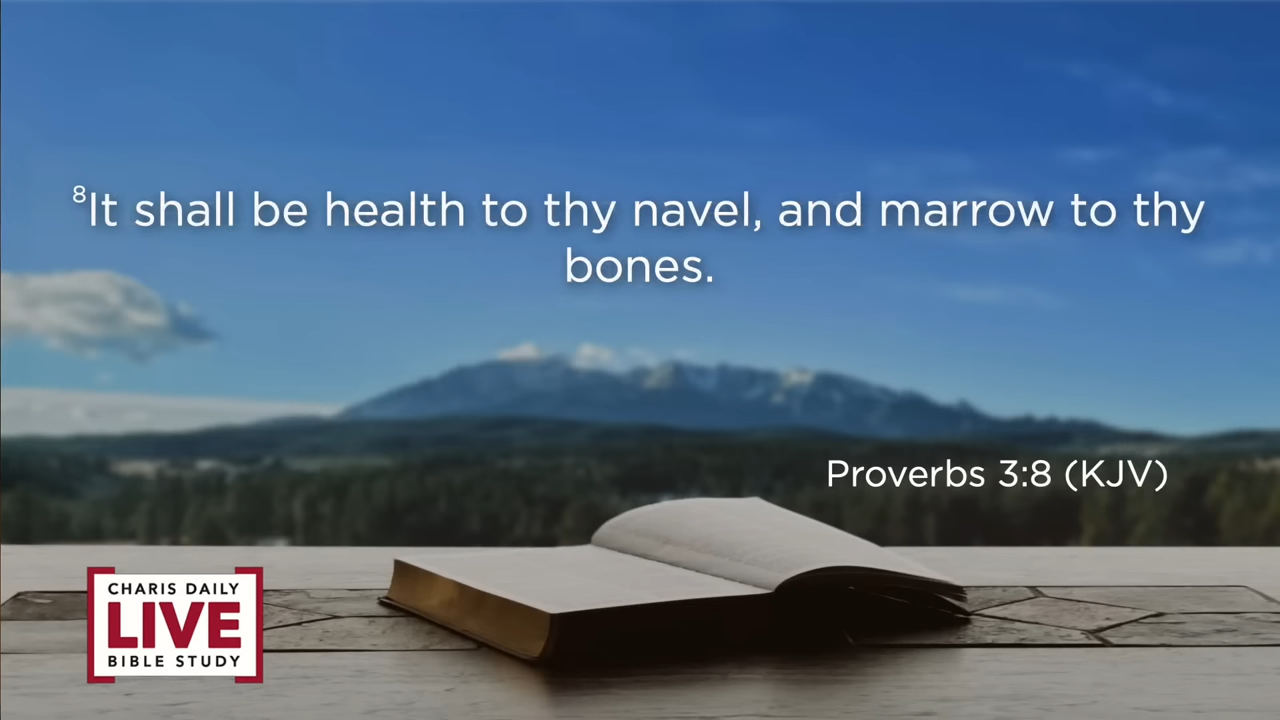 ⁸It shall be health to thy navel, and marrow to thy
bones.
Proverbs 3:8 (KJV)
CHARIS DAILY
LIVE
BIBLE STUDY